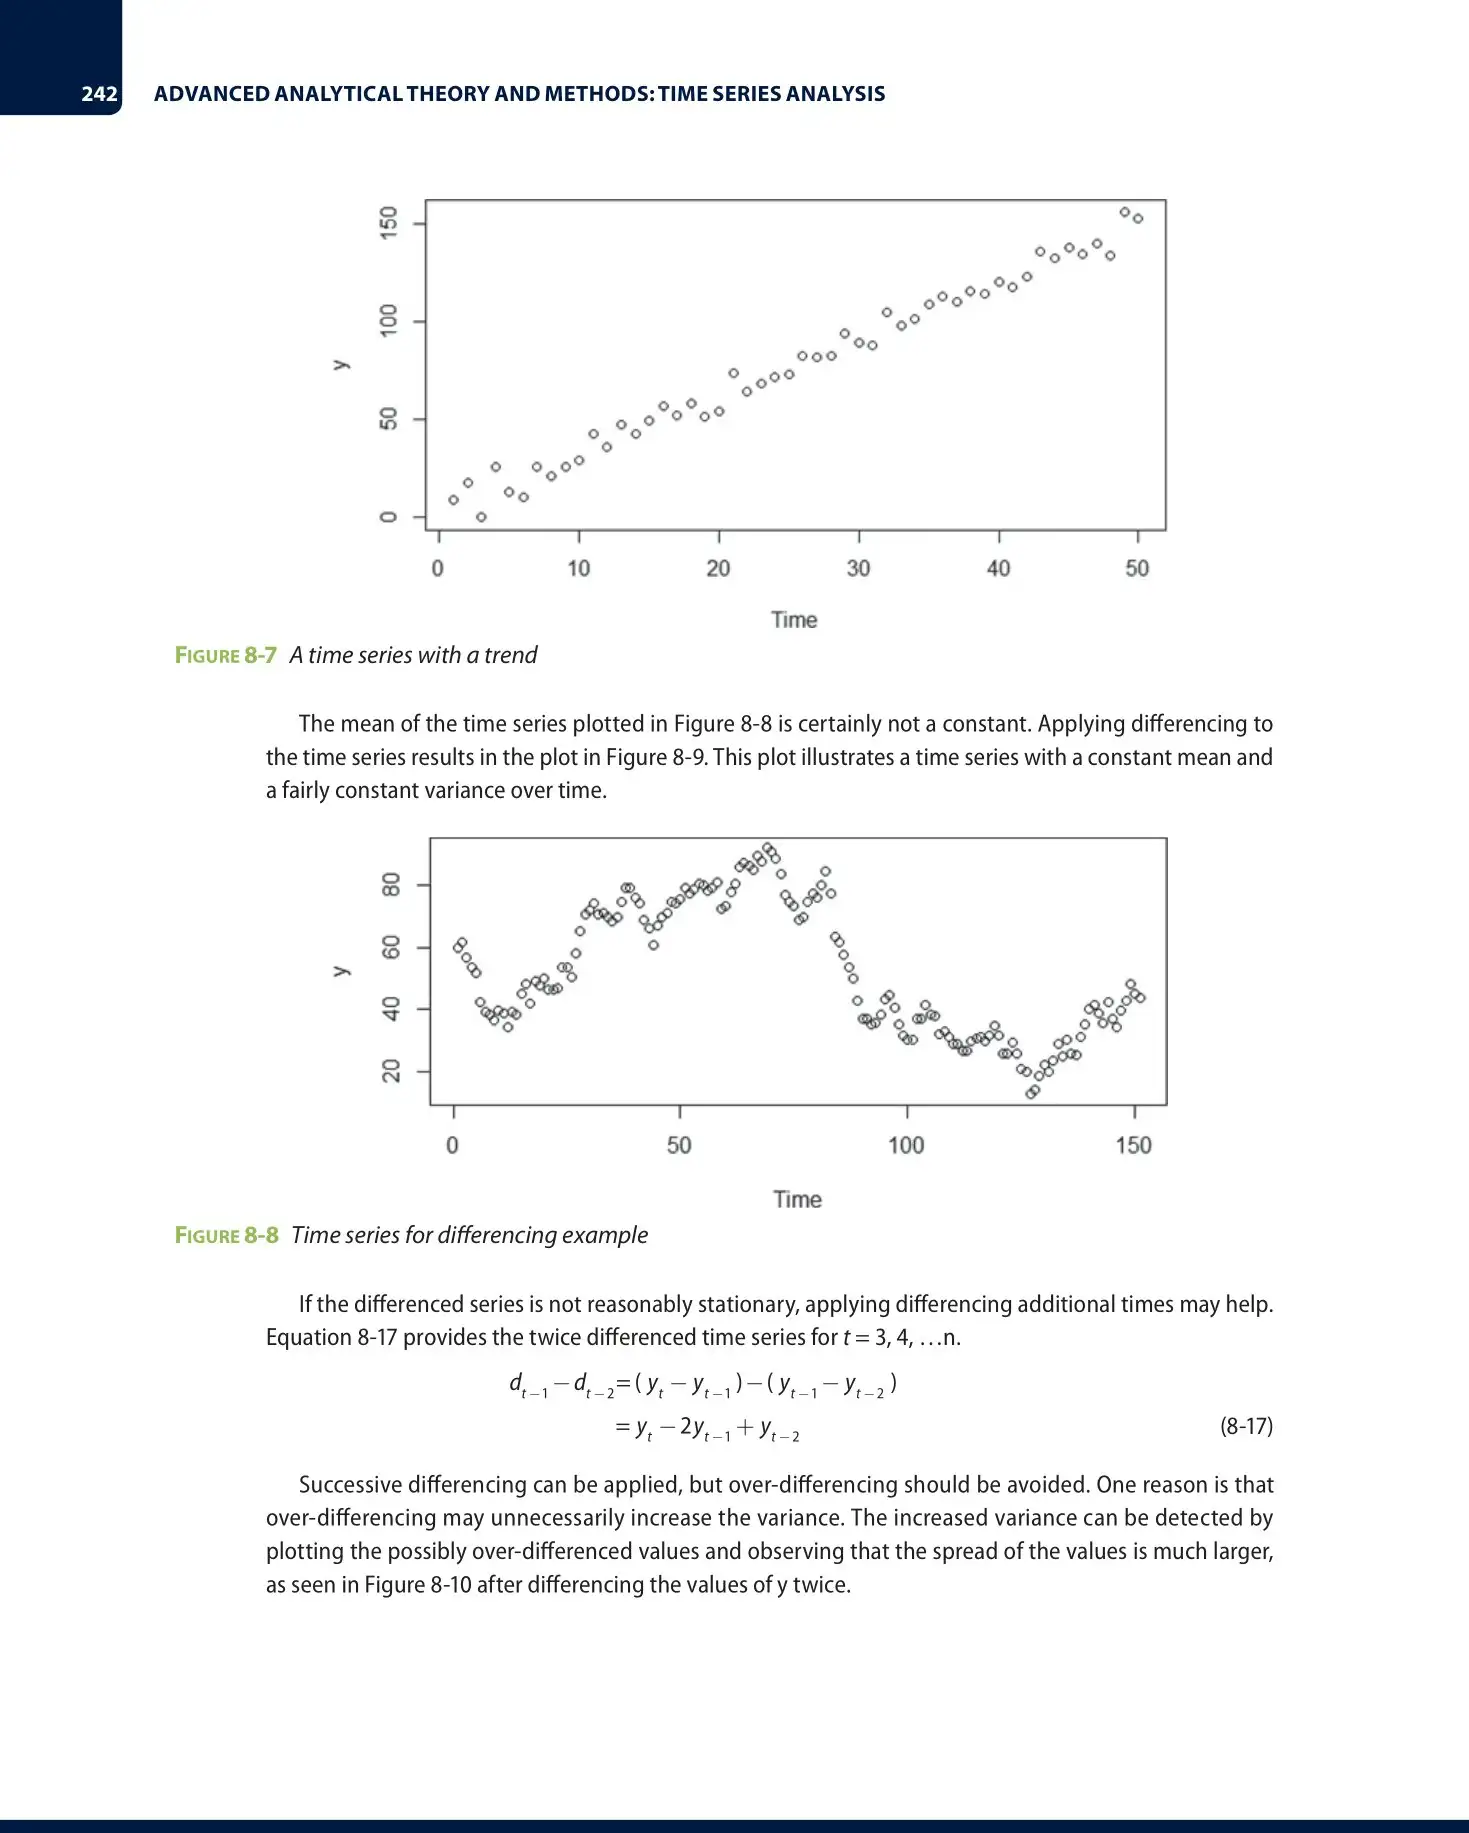 242 ADVANCED ANALYTICAL THEORY AND METHODS: TIME SERIES ANALYSIS
150
100
y
50
0
0 10 20 30 40 50
Time
FIGURE 8-7 A time series with a trend
The mean of the time series plotted in Figure 8-8 is certainly not a constant. Applying differencing to
the time series results in the plot in Figure 8-9. This plot illustrates a time series with a constant mean and
a fairly constant variance over time.
80
60
y
40
20
0 50 100 150
Time
FIGURE 8-8 Time series for differencing example
If the differenced series is not reasonably stationary, applying differencing additional times may help.
Equation 8-17 provides the twice differenced time series for t = 3, 4, …n.
d_{t−1} − d_{t−2} = ( y_t − y_{t−1} ) − ( y_{t−1} − y_{t−2} )
= y_t − 2y_{t−1} + y_{t−2} (8-17)
Successive differencing can be applied, but over-differencing should be avoided. One reason is that
over-differencing may unnecessarily increase the variance. The increased variance can be detected by
plotting the possibly over-differenced values and observing that the spread of the values is much larger,
as seen in Figure 8-10 after differencing the values of y twice.